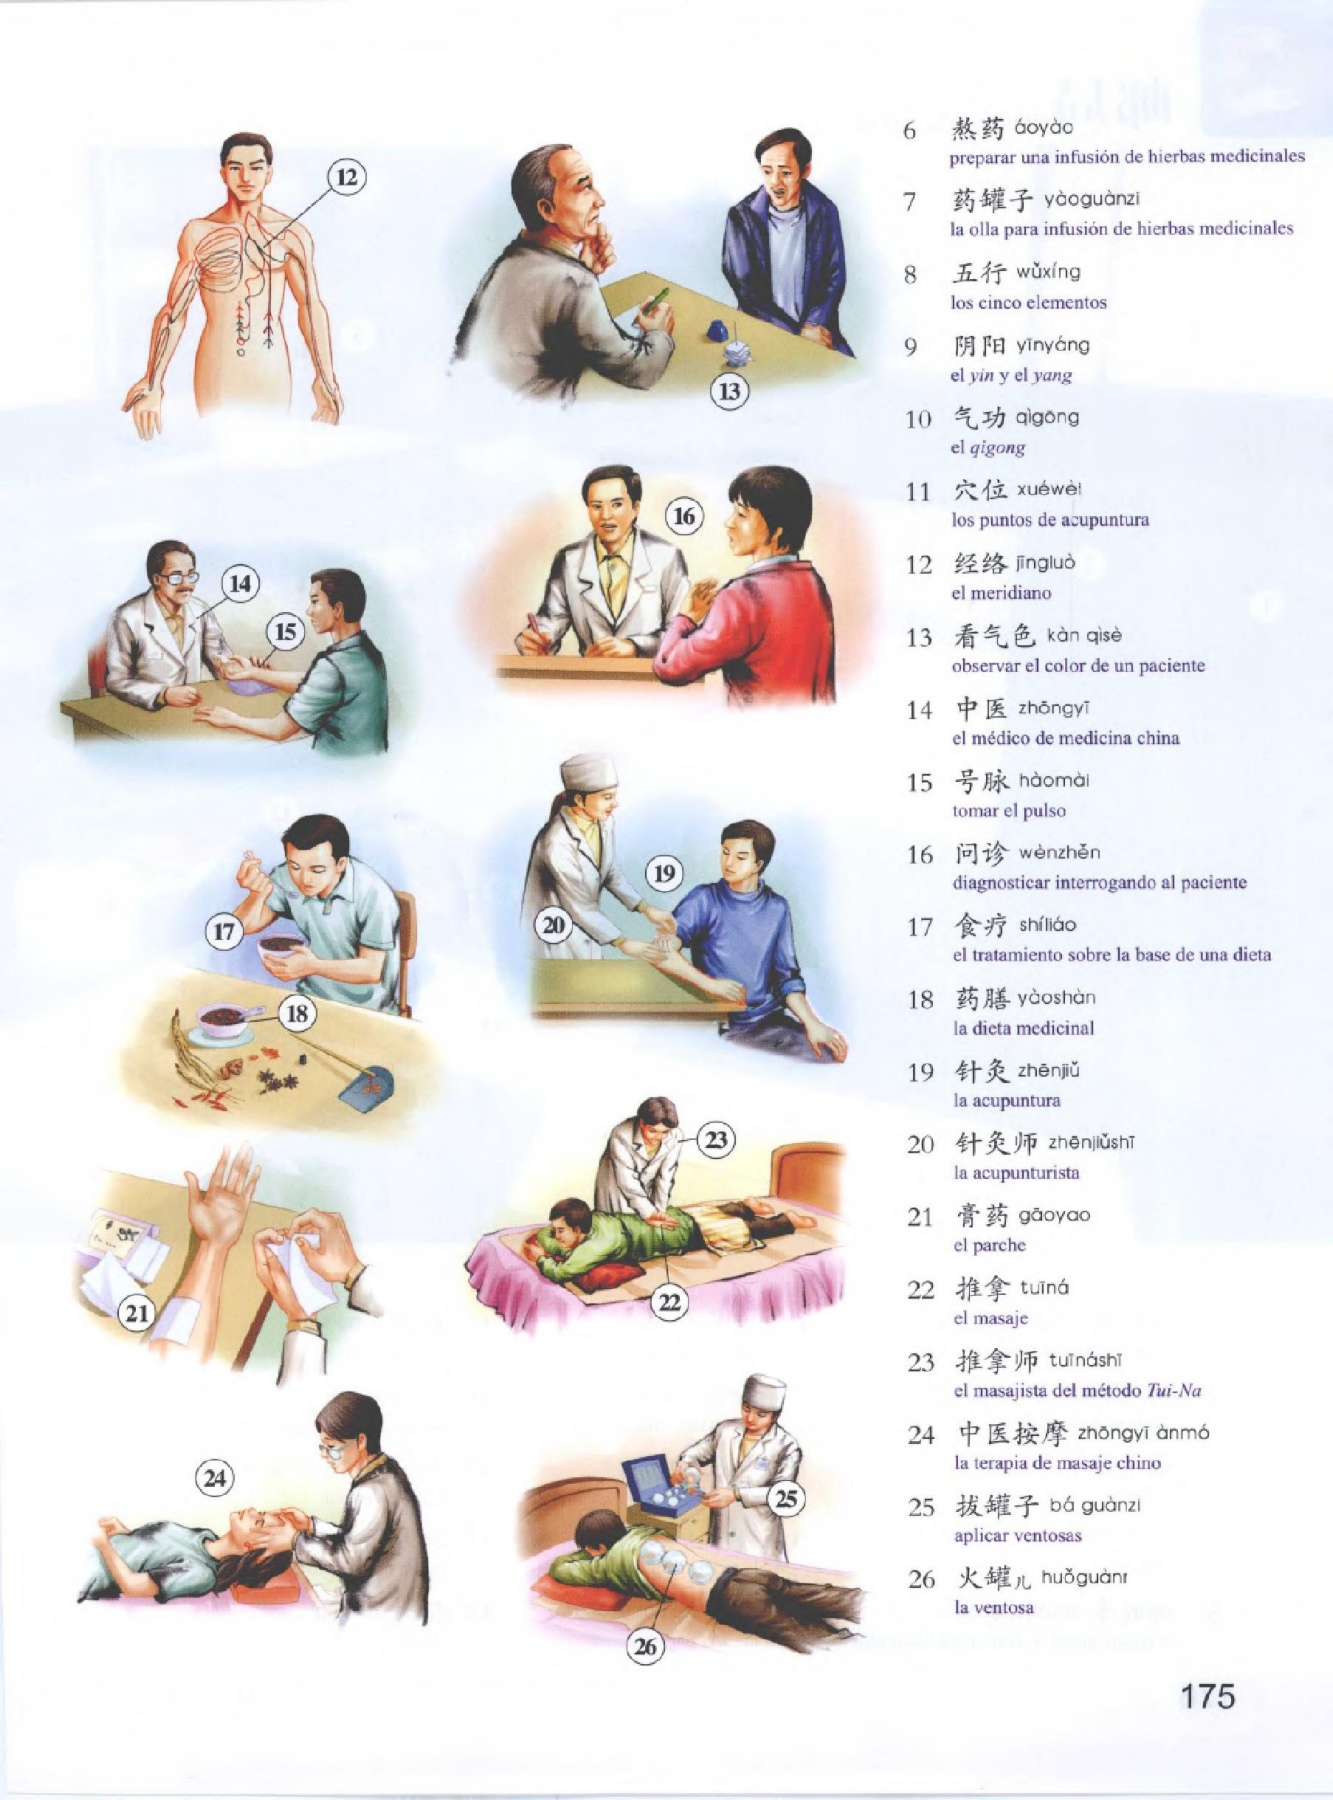 12
13
16
14
15
19
17
20
18
23
21
22
24
25
26
6 熬药 áoyào
preparar una infusión de hierbas medicinales
7 药罐子 yàoguànzi
la olla para infusión de hierbas medicinales
8 五行 wǔxíng
los cinco elementos
9 阴阳 yīnyáng
el yin y el yang
10 气功 qìgōng
el qigong
11 穴位 xuéwèi
los puntos de acupuntura
12 经络 jīngluò
el meridiano
13 看气色 kàn qìsè
observar el color de un paciente
14 中医 zhōngyī
el médico de medicina china
15 号脉 hàomài
tomar el pulso
16 问诊 wènzhěn
diagnosticar interrogando al paciente
17 食疗 shíliáo
el tratamiento sobre la base de una dieta
18 药膳 yàoshàn
la dieta medicinal
19 针灸 zhēnjiǔ
la acupuntura
20 针灸师 zhēnjiǔshī
la acupunturista
21 膏药 gāoyao
el parche
22 推拿 tuīná
el masaje
23 推拿师 tuīnáshī
el masajista del método Tui-Na
24 中医按摩 zhōngyī ànmó
la terapia de masaje chino
25 拔罐子 bá guànzi
aplicar ventosas
26 火罐儿 huǒguànr
la ventosa
175